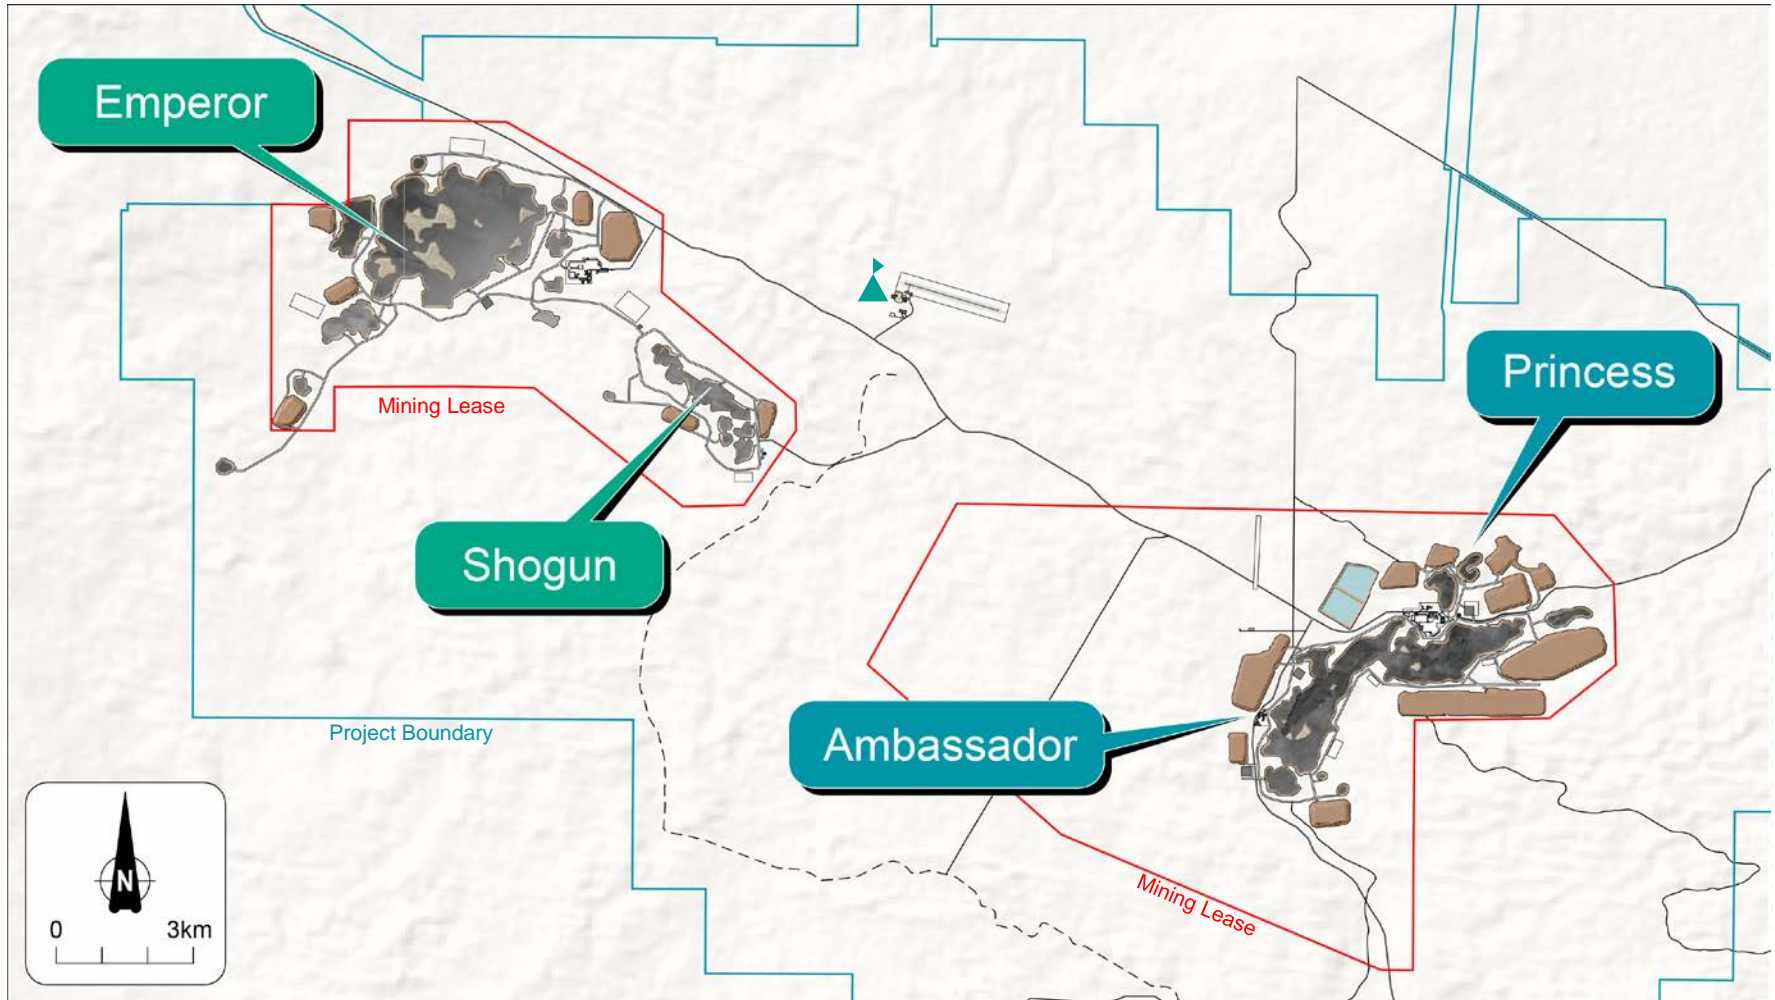 Emperor
Princess
Mining Lease
Shogun
Project Boundary
Ambassador
N
Mining Lease
0 3km